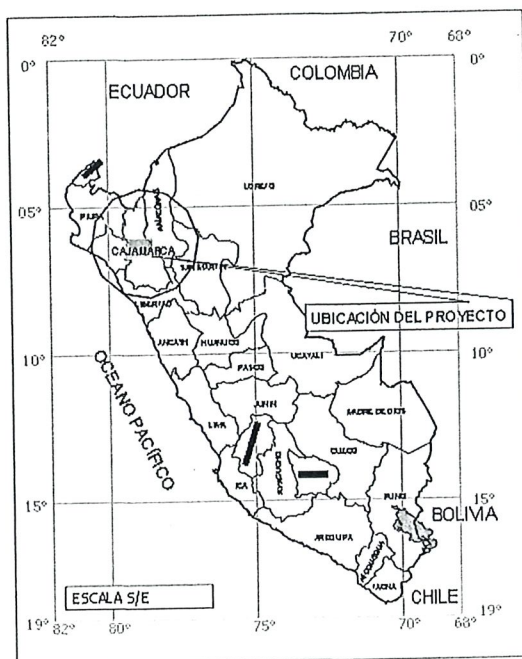 82° 70° 68°
0° 0°
COLOMBIA
ECUADOR
LORETO
05° 05°
PIURA
AMAZONAS
BRASIL
CAJAMARCA
SAN MARTIN
UBICACIÓN DEL PROYECTO
ANCASH
HUANUCO
UCAYALI
10° 10°
PASCO
OCEANO PACÍFICO
JUNIN
LIMA
MADRE DE DIOS
CUZCO
AYACUCHO
ICA
PUNO
15° 15°
BOLIVIA
AREQUIPA
MOQUEGUA
TACNA
ESCALA S/E
CHILE
19° 19°
82° 80° 75° 70° 68°